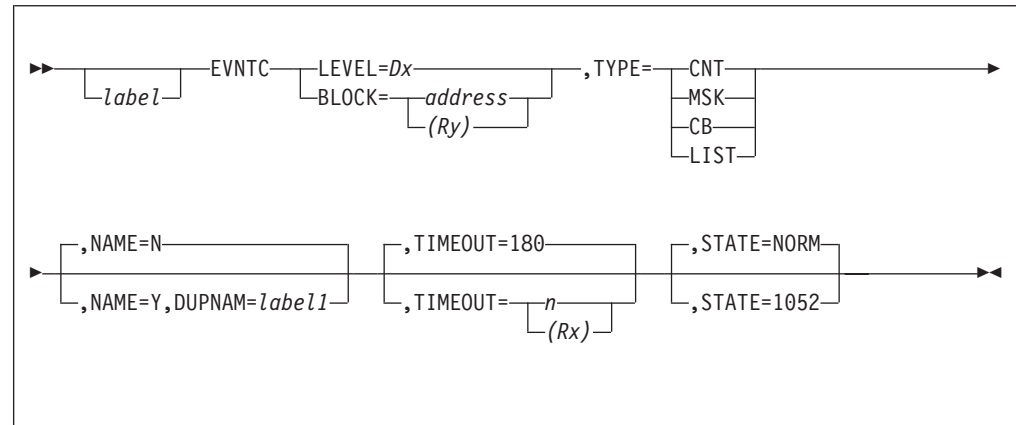 EVNTC LEVEL=Dx ,TYPE= CNT
label BLOCK= address MSK
(Ry) CB
LIST
,NAME=N ,TIMEOUT=180 ,STATE=NORM
,NAME=Y,DUPNAM=label1 ,TIMEOUT= n ,STATE=1052
(Rx)